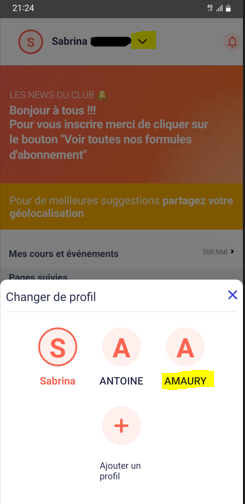 21:24
S
Sabrina
LES NEWS DU CLUB 🔔
Bonjour à tous !!!
Pour vous inscrire merci de cliquer sur
le bouton "Voir toutes nos formules
d'abonnement"
Pour de meilleures suggestions partagez votre
géolocalisation
Mes cours et événements
Voir tout
Pages suivies
Changer de profil
S
A
A
Sabrina
ANTOINE
AMAURY
Ajouter un
profil